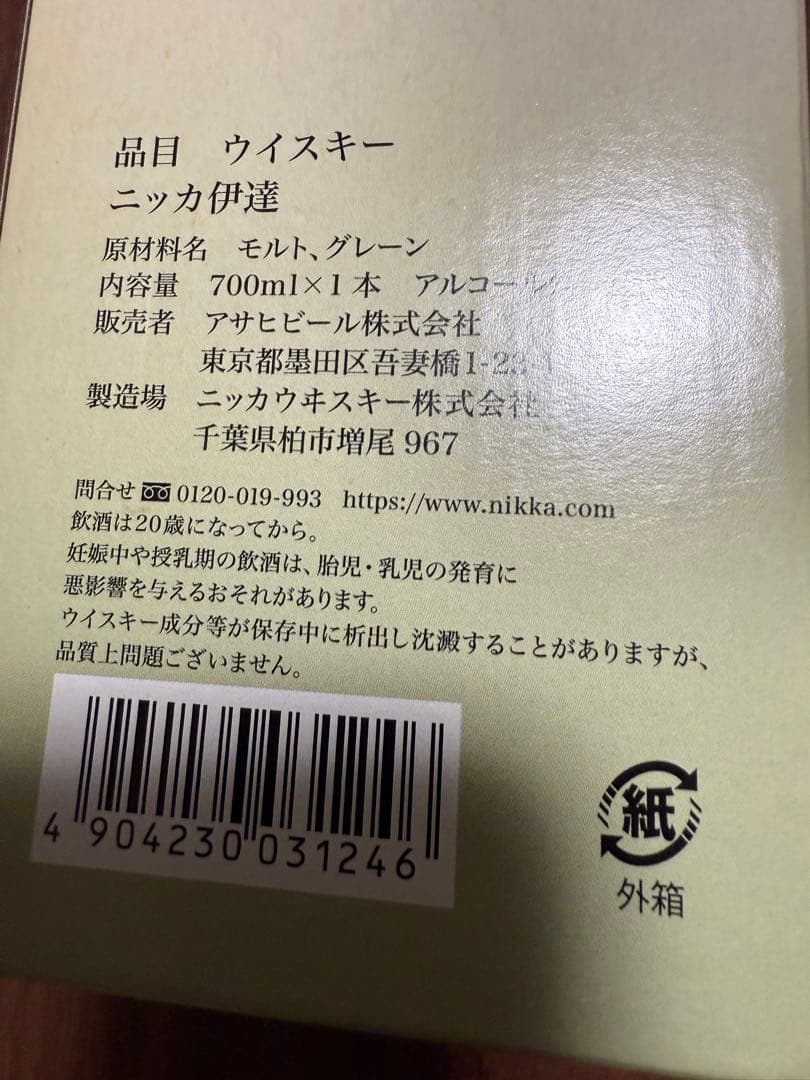 品目 ウイスキー
ニッカ伊達
原材料名 モルト、グレーン
内容量 700ml×1本 アルコール
販売者 アサヒビール株式会社
東京都墨田区吾妻橋1-23-1
製造場 ニッカウヰスキー株式会社
千葉県柏市増尾967
問合せ 0120-019-993 https://www.nikka.com
飲酒は20歳になってから。
妊娠中や授乳期の飲酒は、胎児・乳児の発育に
悪影響を与えるおそれがあります。
ウイスキー成分等が保存中に析出し沈澱することがありますが、
品質上問題ございません。
4 904230 031246
紙
外箱